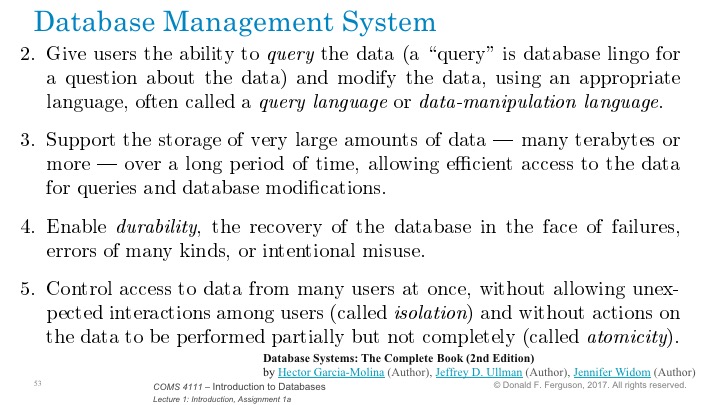 Database Management System
2. Give users the ability to query the data (a “query” is database lingo for
a question about the data) and modify the data, using an appropriate
language, often called a query language or data-manipulation language.
3. Support the storage of very large amounts of data — many terabytes or
more — over a long period of time, allowing efficient access to the data
for queries and database modifications.
4. Enable durability, the recovery of the database in the face of failures,
errors of many kinds, or intentional misuse.
5. Control access to data from many users at once, without allowing unex-
pected interactions among users (called isolation) and without actions on
the data to be performed partially but not completely (called atomicity).
Database Systems: The Complete Book (2nd Edition)
by Hector Garcia-Molina (Author), Jeffrey D. Ullman (Author), Jennifer Widom (Author)
53
COMS 4111 – Introduction to Databases
Lecture 1: Introduction, Assignment 1a
© Donald F. Ferguson, 2017. All rights reserved.